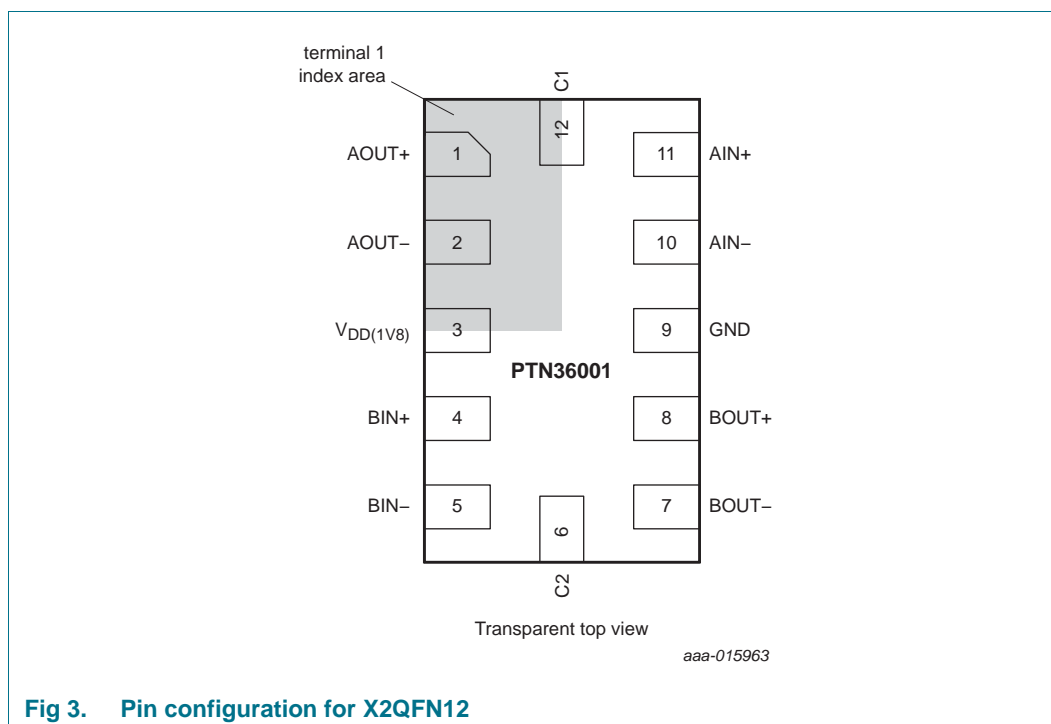 terminal 1
index area
C1
12
AOUT+ 1 11 AIN+
AOUT− 2 10 AIN−
VDD(1V8) 3 9 GND
PTN36001
BIN+ 4 8 BOUT+
BIN− 5 7 BOUT−
6
C2
Transparent top view
aaa-015963
Fig 3. Pin configuration for X2QFN12